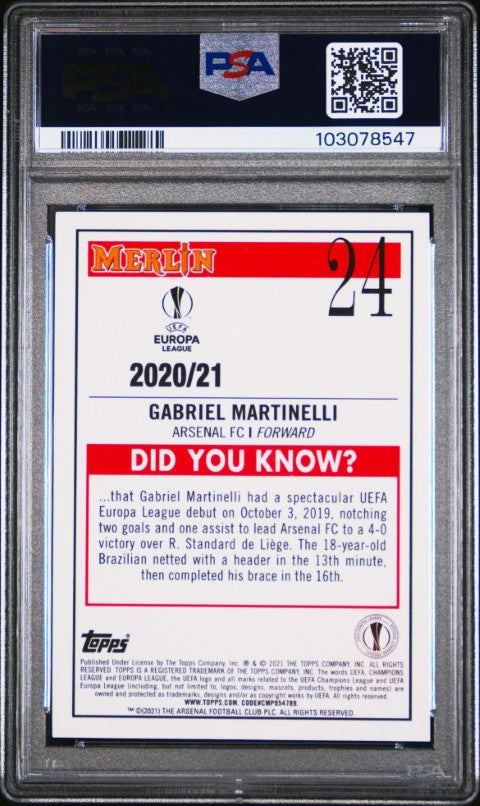 PSA
103078547
MERLIN
24
UEFA
EUROPA
LEAGUE
2020/21
GABRIEL MARTINELLI
ARSENAL FC | FORWARD
DID YOU KNOW?
...that Gabriel Martinelli had a spectacular UEFA
Europa League debut on October 3, 2019, notching
two goals and one assist to lead Arsenal FC to a 4-0
victory over R. Standard de Liège. The 18-year-old
Brazilian netted with a header in the 13th minute,
then completed his brace in the 16th.
Topps
Published Under License by The Topps Company, Inc. ® & © 2021 THE TOPPS COMPANY, INC. ALL RIGHTS
RESERVED. TOPPS IS A REGISTERED TRADEMARK OF THE TOPPS COMPANY, INC. The words UEFA, CHAMPIONS
LEAGUE and EUROPA LEAGUE, the UEFA logo and all marks related to the UEFA Champions League and UEFA
Europa League (including, but not limited to, logos, designs, mascots, products, trophies and names) are
owned and protected as trademarks, designs and/or as copyright works by UEFA. All rights reserved.
WWW.TOPPS.COM. CODE#CMP054789.
™ ©(2021) THE ARSENAL FOOTBALL CLUB PLC. ALL RIGHTS RESERVED.